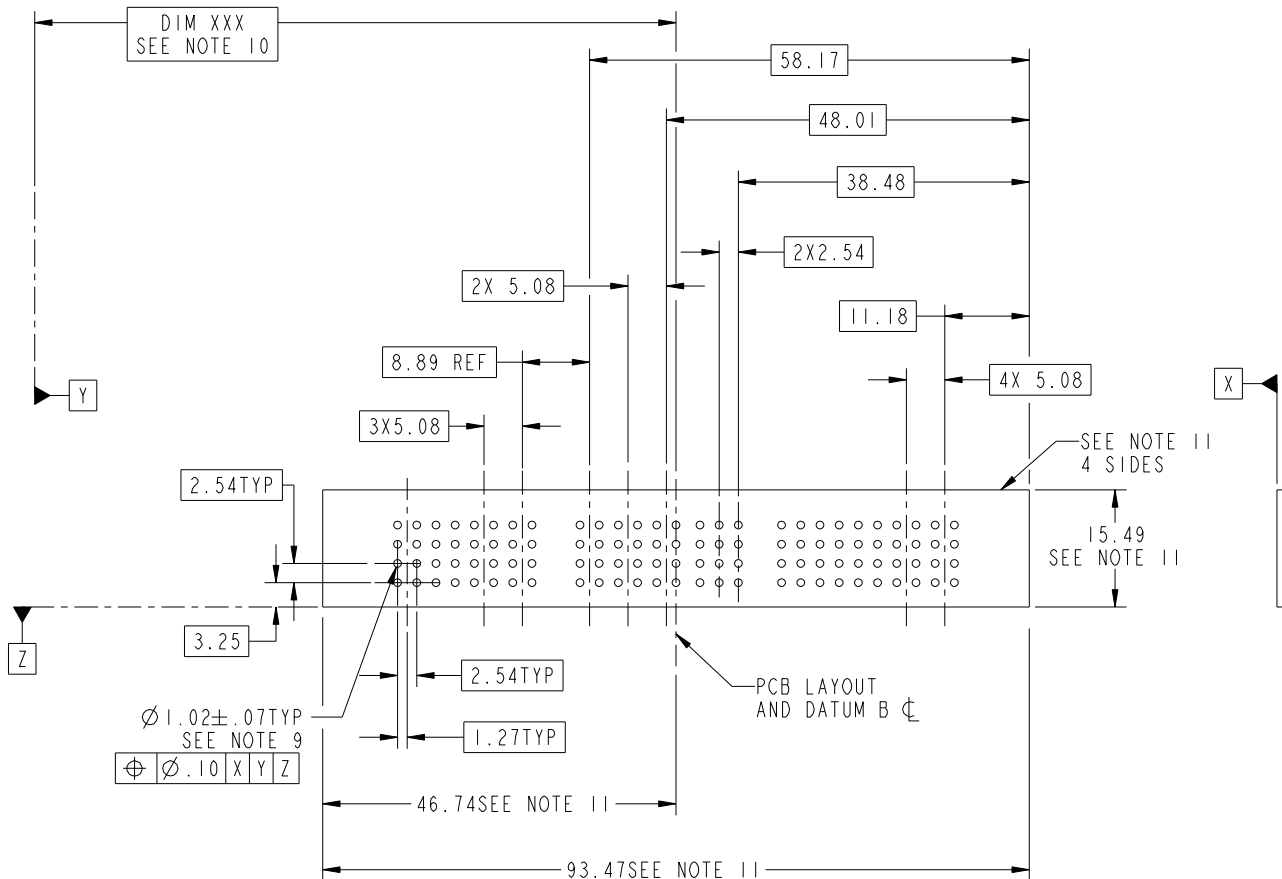 DIM XXX
SEE NOTE 10
58.17
48.01
38.48
2X2.54
2X 5.08
11.18
8.89 REF
4X 5.08
Y
X
3X5.08
SEE NOTE 11
4 SIDES
2.54TYP
15.49
SEE NOTE 11
3.25
Z
2.54TYP
PCB LAYOUT
AND DATUM B ℄
Ø1.02±.07TYP
SEE NOTE 9
1.27TYP
⌖ Ø.10 X Y Z
46.74SEE NOTE 11
93.47SEE NOTE 11